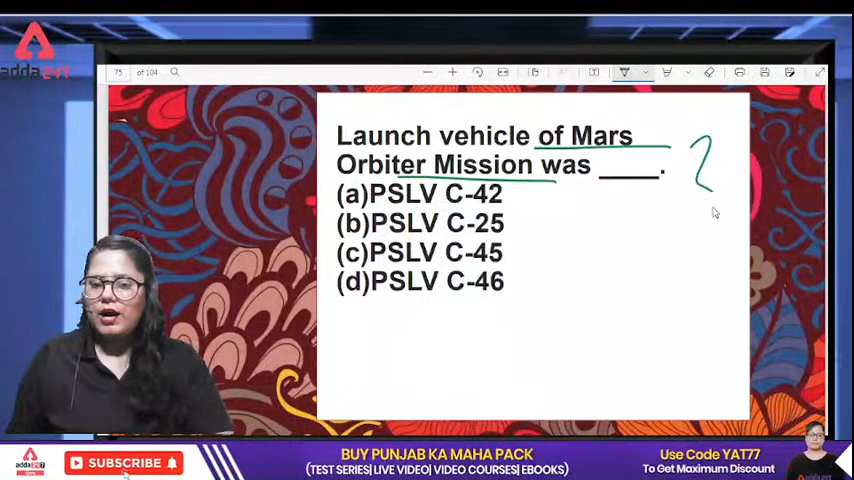 adda247
75 of 104
Launch vehicle of Mars
Orbiter Mission was ____.
(a)PSLV C-42
(b)PSLV C-25
(c)PSLV C-45
(d)PSLV C-46
?
adda247
SUBSCRIBE
BUY PUNJAB KA MAHA PACK
(TEST SERIES| LIVE VIDEO| VIDEO COURSES| EBOOKS)
Use Code YAT77
To Get Maximum Discount